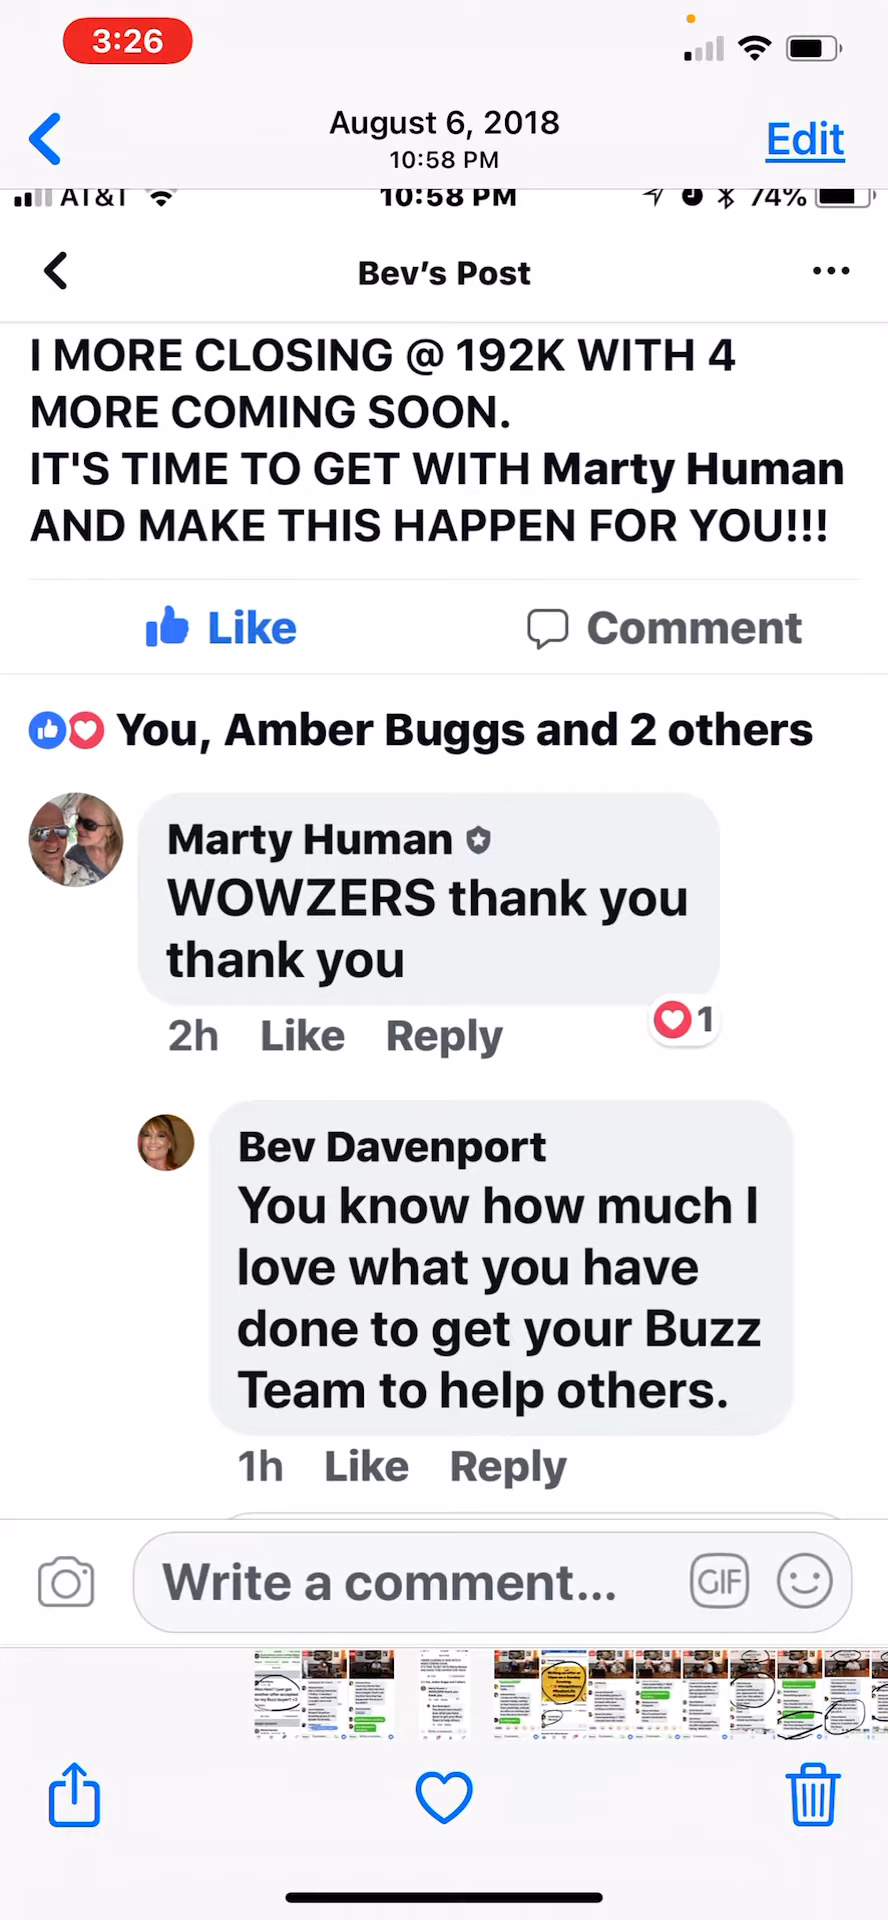 3:26
August 6, 2018
10:58 PM
Edit
AT&T
10:58 PM
74%
Bev's Post
I MORE CLOSING @ 192K WITH 4
MORE COMING SOON.
IT'S TIME TO GET WITH Marty Human
AND MAKE THIS HAPPEN FOR YOU!!!
Like
Comment
You, Amber Buggs and 2 others
Marty Human
WOWZERS thank you
thank you
2h Like Reply
1
Bev Davenport
You know how much I
love what you have
done to get your Buzz
Team to help others.
1h Like Reply
Write a comment...
GIF